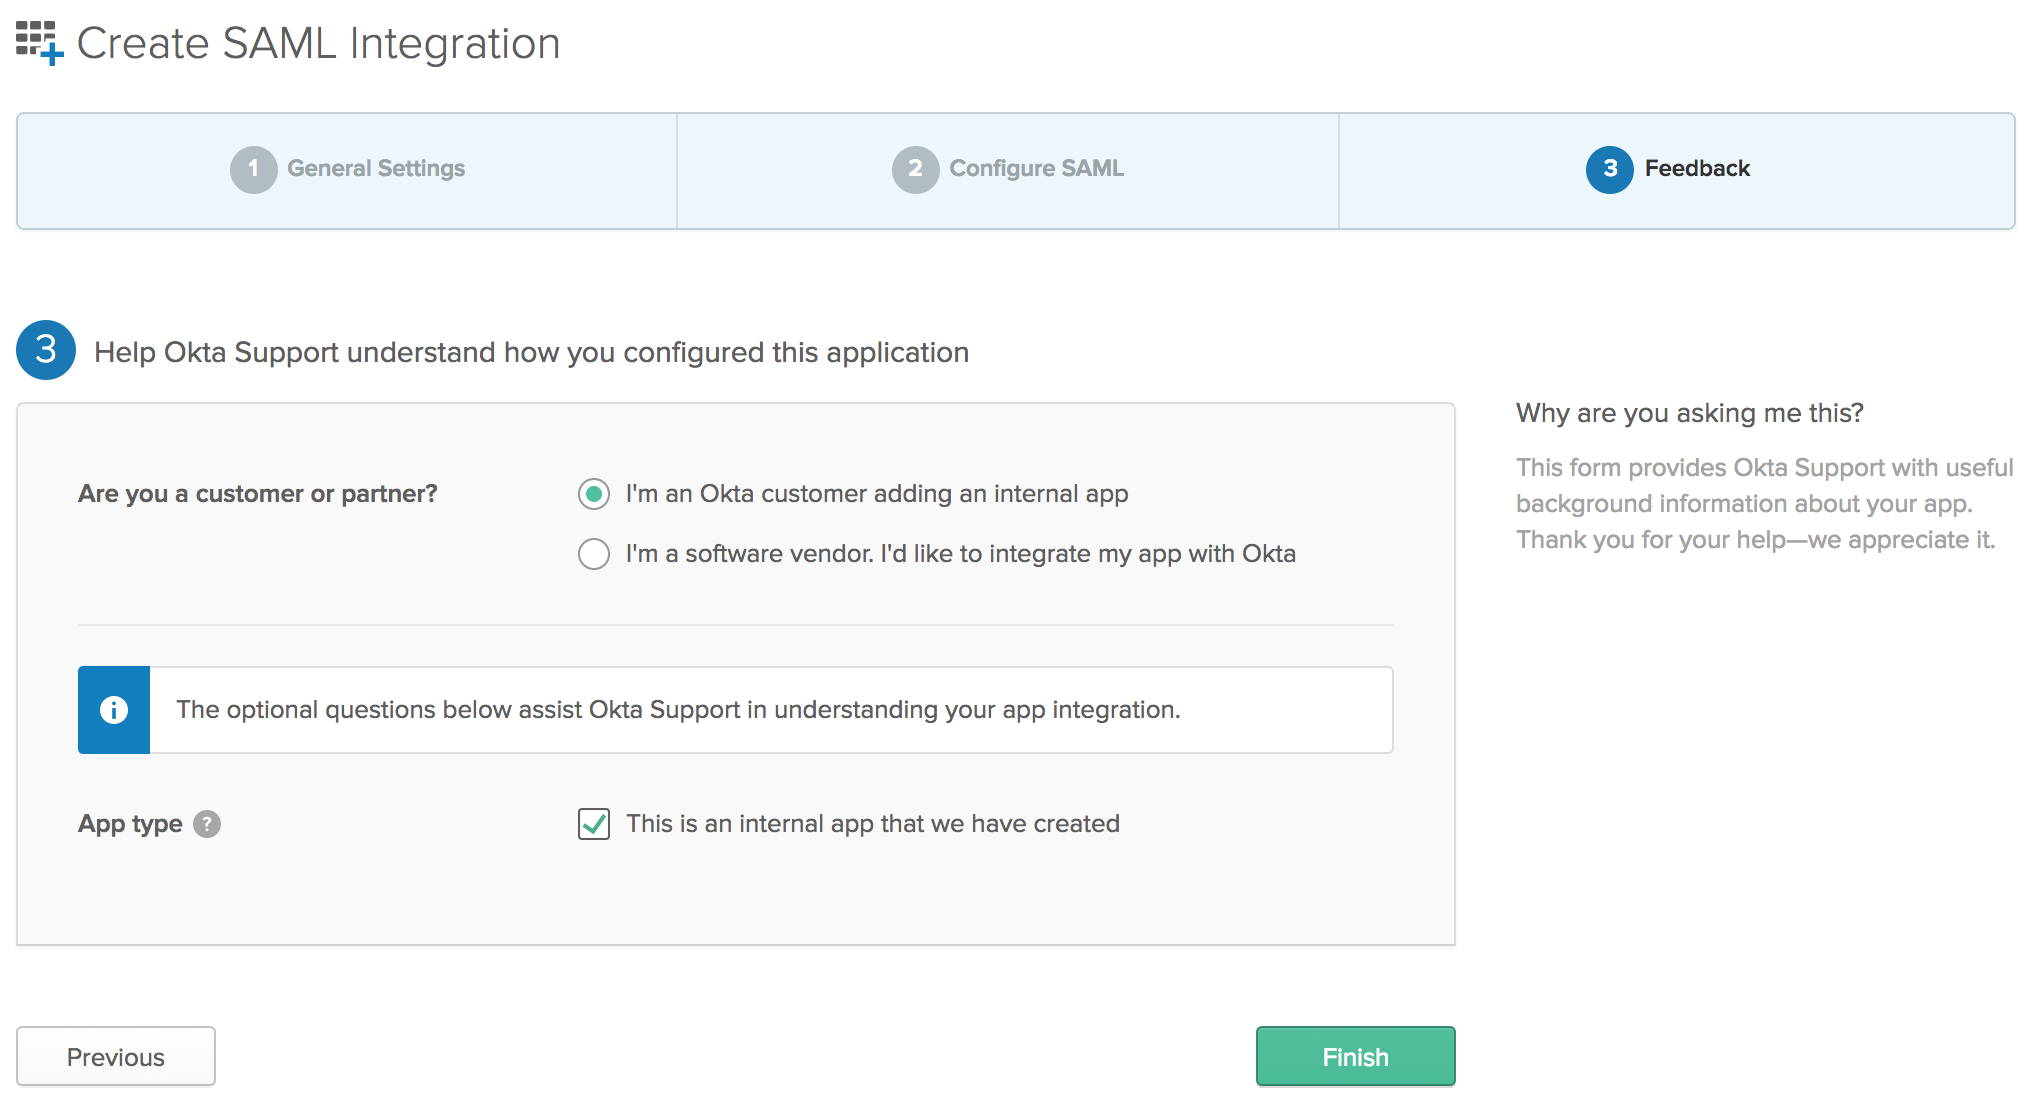 Create SAML Integration
1 General Settings
2 Configure SAML
3 Feedback
3 Help Okta Support understand how you configured this application
Are you a customer or partner?
I'm an Okta customer adding an internal app
I'm a software vendor. I'd like to integrate my app with Okta
i The optional questions below assist Okta Support in understanding your app integration.
App type ?
This is an internal app that we have created
Why are you asking me this?
This form provides Okta Support with useful
background information about your app.
Thank you for your help—we appreciate it.
Previous
Finish